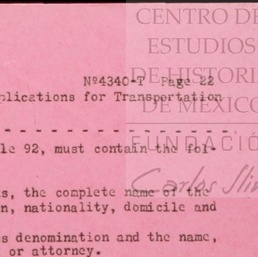 CENTRO DE
ESTUDIOS
DE HISTORIA
DE MÉXICO
FUNDACIÓN
Carlos Slim
Nº4340-T Page 22
plications for Transportation
le 92, must contain the fol-
s, the complete name of the
n, nationality, domicile and
s denomination and the name,
or attorney.